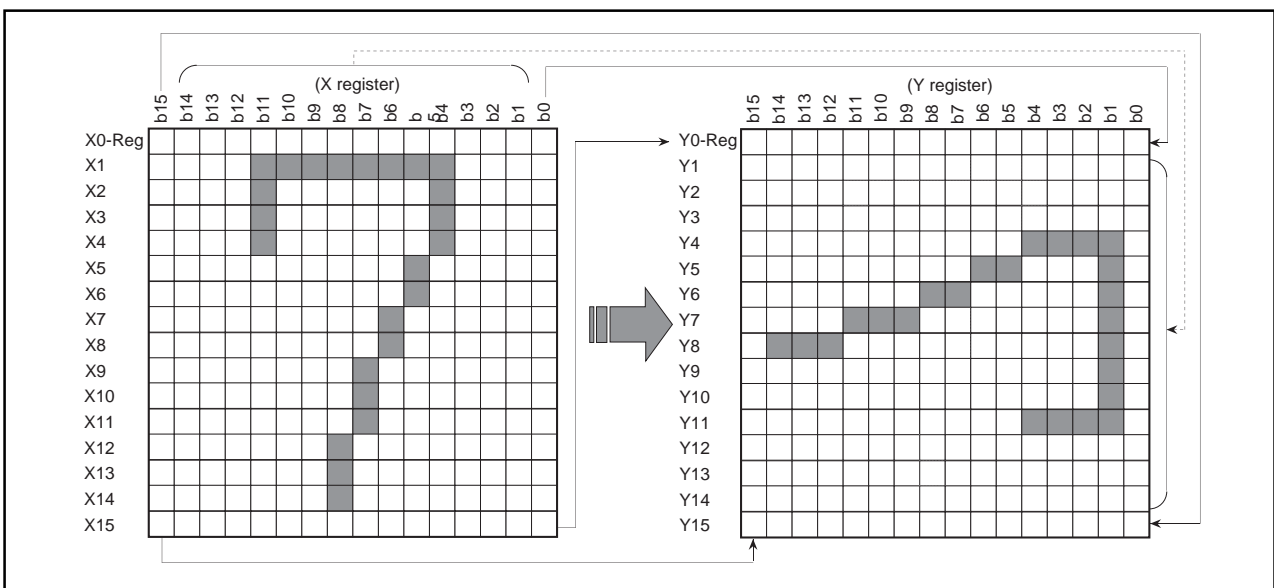 (X register)
b15 b14 b13 b12 b11 b10 b9 b8 b7 b6 b5 b4 b3 b2 b1 b0
X0-Reg
X1
X2
X3
X4
X5
X6
X7
X8
X9
X10
X11
X12
X13
X14
X15
(Y register)
b15 b14 b13 b12 b11 b10 b9 b8 b7 b6 b5 b4 b3 b2 b1 b0
Y0-Reg
Y1
Y2
Y3
Y4
Y5
Y6
Y7
Y8
Y9
Y10
Y11
Y12
Y13
Y14
Y15